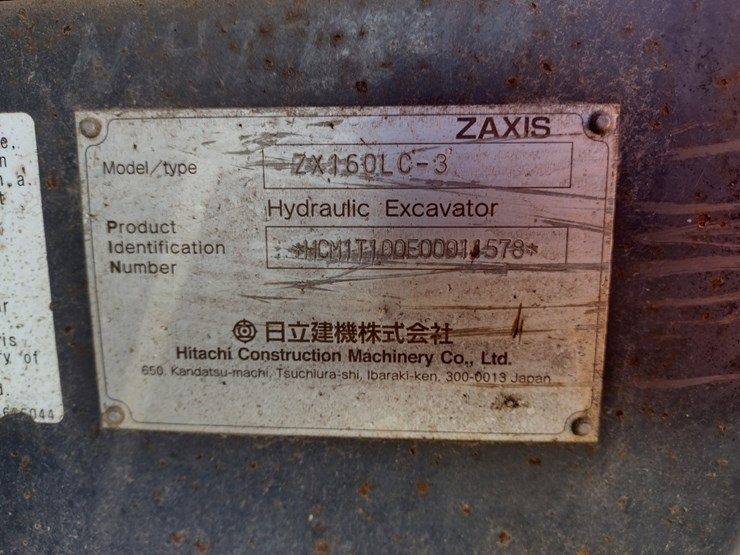 ZAXIS
Model/type ZX160LC-3
Hydraulic Excavator
Product
Identification
Number
日立建機株式会社
Hitachi Construction Machinery Co., Ltd.
650, Kandatsu-machi, Tsuchiura-shi, Ibaraki-ken, 300-0013 Japan